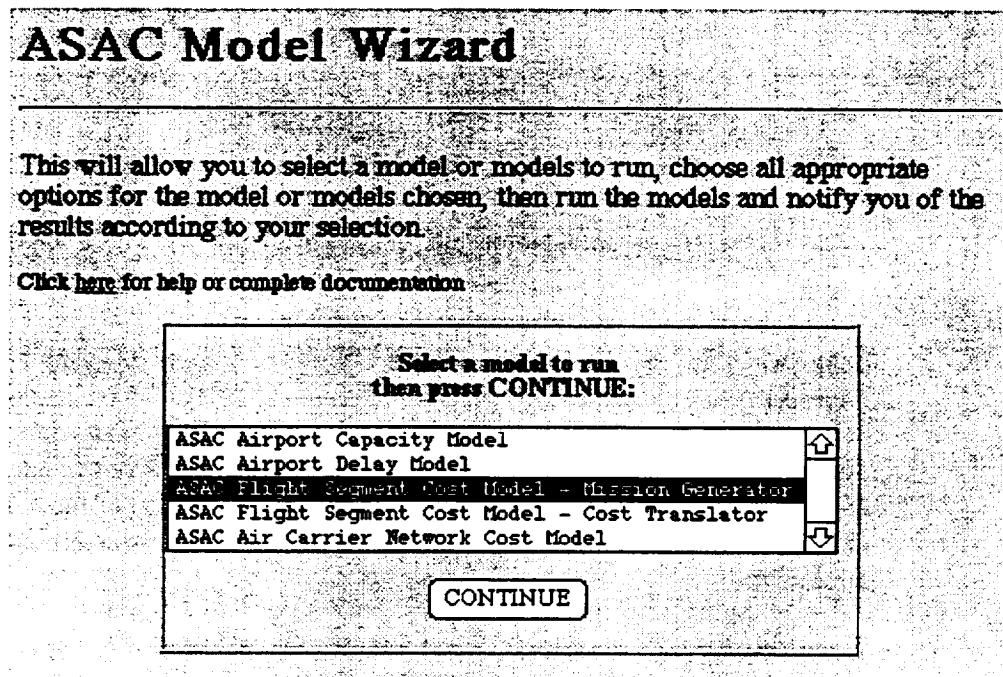 ASAC Model Wizard
This will allow you to select a model or models to run, choose all appropriate
options for the model or models chosen, then run the models and notify you of the
results according to your selection.
Click here for help or complete documentation
Select a model to run
then press CONTINUE:
ASAC Airport Capacity Model
ASAC Airport Delay Model
ASAC Flight Segment Cost Model - Mission Generator
ASAC Flight Segment Cost Model - Cost Translator
ASAC Air Carrier Network Cost Model
CONTINUE